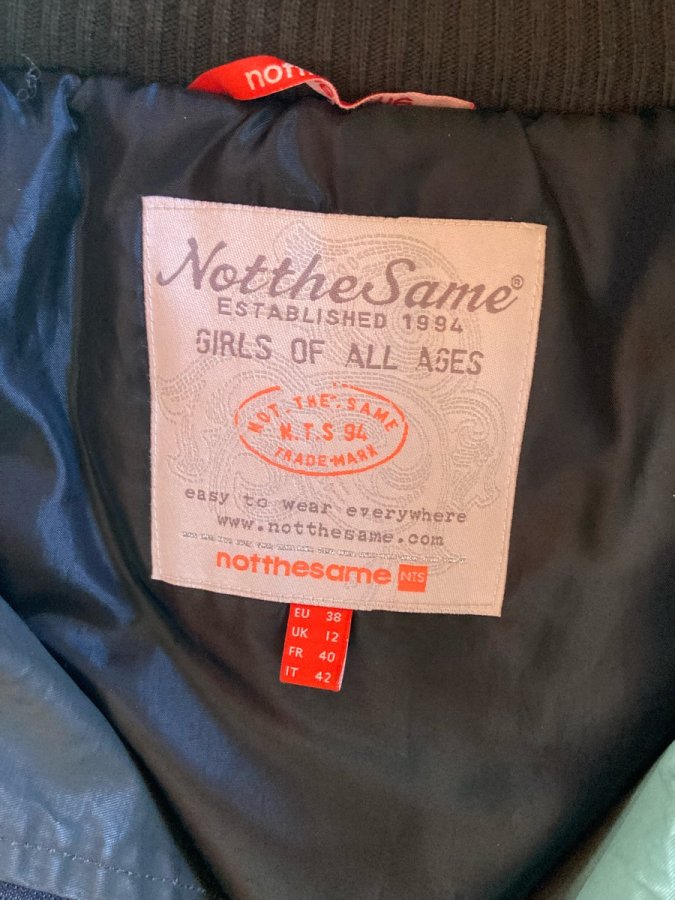 not
NottheSame®
ESTABLISHED 1994
GIRLS OF ALL AGES
NOT.THE.SAME
N.T.S 94
TRADE-MARK
easy to wear everywhere
www.notthesame.com
notthesame NTS
EU 38
UK 12
FR 40
IT 42